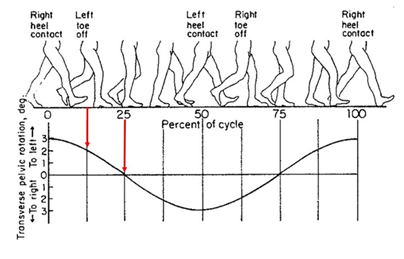 Right heel contact
Left toe off
Left heel contact
Right toe off
Right heel contact
0 25 50 75 100
Percent of cycle
Transverse pelvic rotation, deg.
←To right To left→
3
2
1
0
1
2
3